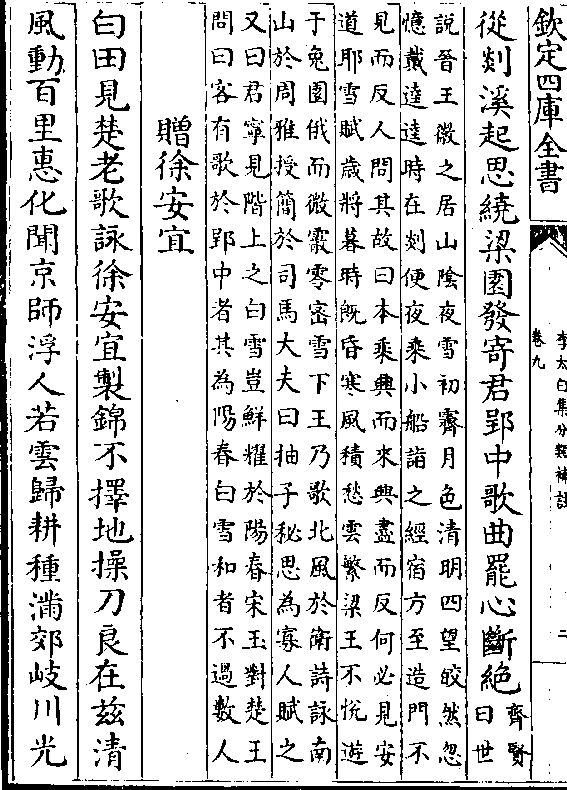 欽定四庫全書
李太白集分類補註
卷九
二
從剡溪起思繞梁園發寄君郢中歌曲罷心斷絶
齊賢
曰世
說晉王徽之居山隂夜雪初霽月色清明四望皎然忽
憶戴逵逵時在剡便夜乘小船詣之經宿方至造門不
見而反人問其故曰本乘興而來興盡而反何必見安
道耶雪賦歲將暮時既昏寒風積愁雲繁梁王不悅遊
于兔園俄而微霰零密雪下王乃歌北風於衛詩詠南
山於周雅授簡於司馬大夫曰抽子秘思為寡人賦之
又曰君寧見階上之白雪豈鮮耀於陽春宋玉對楚王
問曰客有歌於郢中者其為陽春白雪和者不過數人
贈徐安宜
白田見楚老歌詠徐安宜製錦不擇地操刀良在兹清
風動百里惠化聞京師浮人若雲歸耕種滿郊岐川光